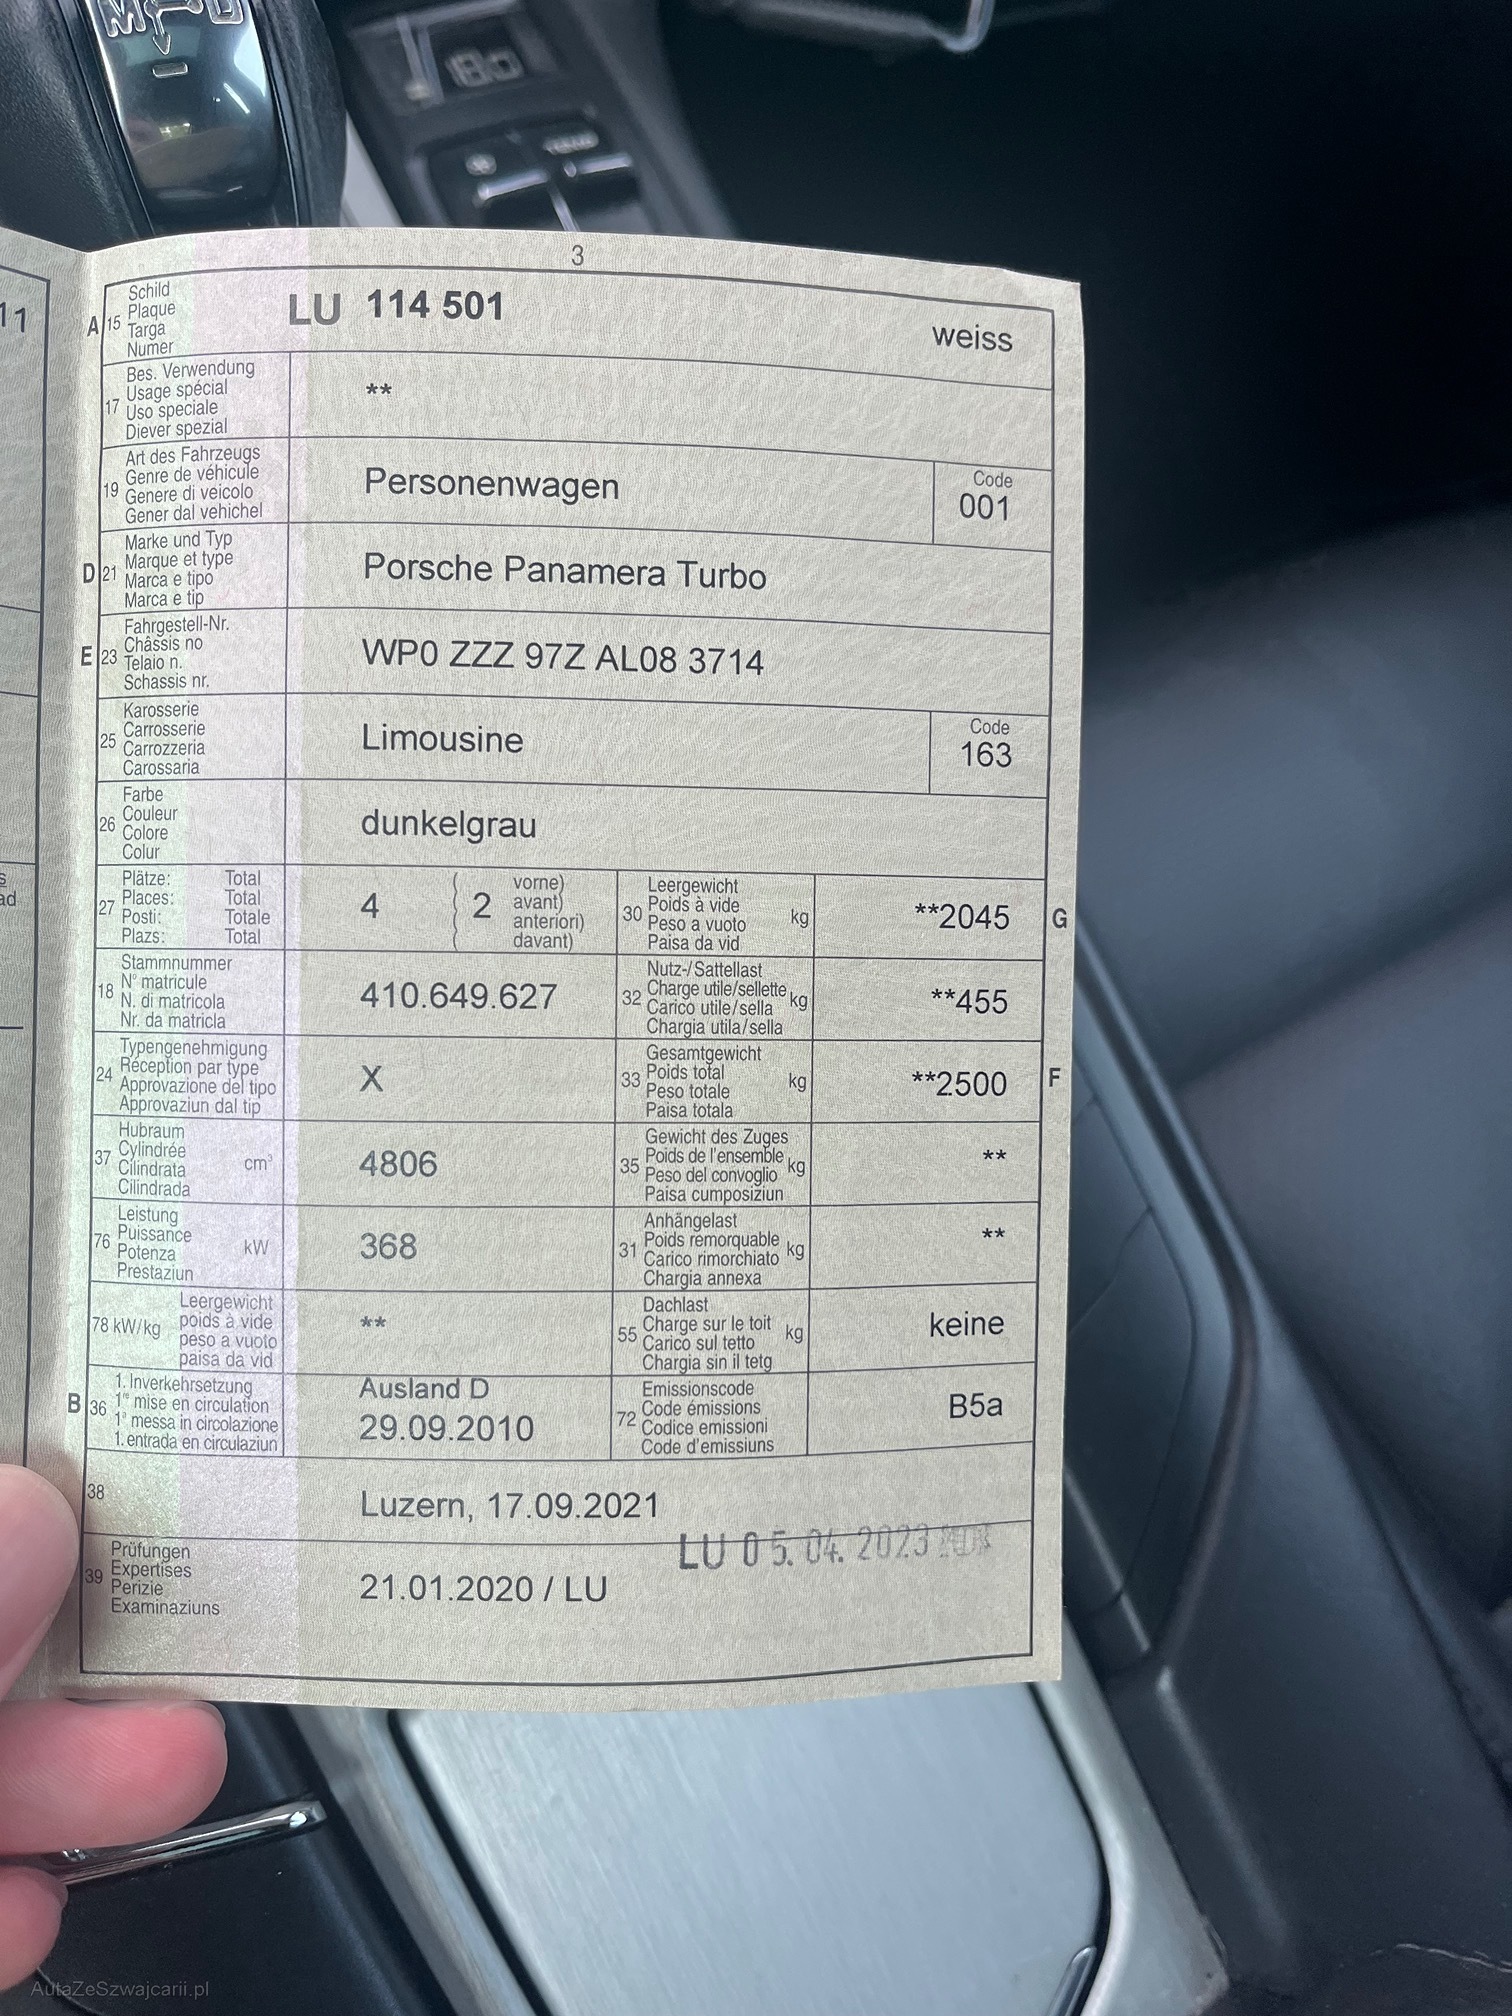 M D
18.0
TEMP
11
s
ad
3
A 15 Schild
Plaque
Targa
Numer
LU 114 501
weiss
17 Bes. Verwendung
Usage spécial
Uso speciale
Diever spezial
**
19 Art des Fahrzeugs
Genre de véhicule
Genere di veicolo
Gener dal vehichel
Personenwagen
Code
001
D 21 Marke und Typ
Marque et type
Marca e tipo
Marca e tip
Porsche Panamera Turbo
E 23 Fahrgestell-Nr.
Châssis no
Telaio n.
Schassis nr.
WP0 ZZZ 97Z AL08 3714
25 Karosserie
Carrosserie
Carrozzeria
Carossaria
Limousine
Code
163
26 Farbe
Couleur
Colore
Colur
dunkelgrau
27 Plätze: Total
Places: Total
Posti: Totale
Plazs: Total
4 ( 2 vorne)
( avant)
( anteriori)
( davant)
30 Leergewicht
Poids à vide
Peso a vuoto
Paisa da vid
kg
**2045
G
18 Stammnummer
N° matricule
N. di matricola
Nr. da matricla
410.649.627
32 Nutz-/Sattellast
Charge utile/sellette
Carico utile/sella
Chargia utila/sella
kg
**455
24 Typengenehmigung
Réception par type
Approvazione del tipo
Approvaziun dal tip
X
33 Gesamtgewicht
Poids total
Peso totale
Paisa totala
kg
**2500
F
37 Hubraum
Cylindrée
Cilindrata
Cilindrada
cm³
4806
35 Gewicht des Zuges
Poids de l'ensemble
Peso del convoglio
Paisa cumposiziun
kg
**
76 Leistung
Puissance
Potenza
Prestaziun
kW
368
31 Anhängelast
Poids remorquable
Carico rimorchiato
Chargia annexa
kg
**
78 kW/kg Leergewicht
poids à vide
peso a vuoto
paisa da vid
**
55 Dachlast
Charge sur le toit
Carico sul tetto
Chargia sin il tetg
kg
keine
B 36 1. Inverkehrsetzung
1re mise en circulation
1a messa in circolazione
1. entrada en circulaziun
Ausland D
29.09.2010
72 Emissionscode
Code émissions
Codice emissioni
Code d'emissiuns
B5a
38
Luzern, 17.09.2021
LU 05. 04. 2023
39 Prüfungen
Expertises
Perizie
Examinaziuns
21.01.2020 / LU
AutaZeSzwajcarii.pl